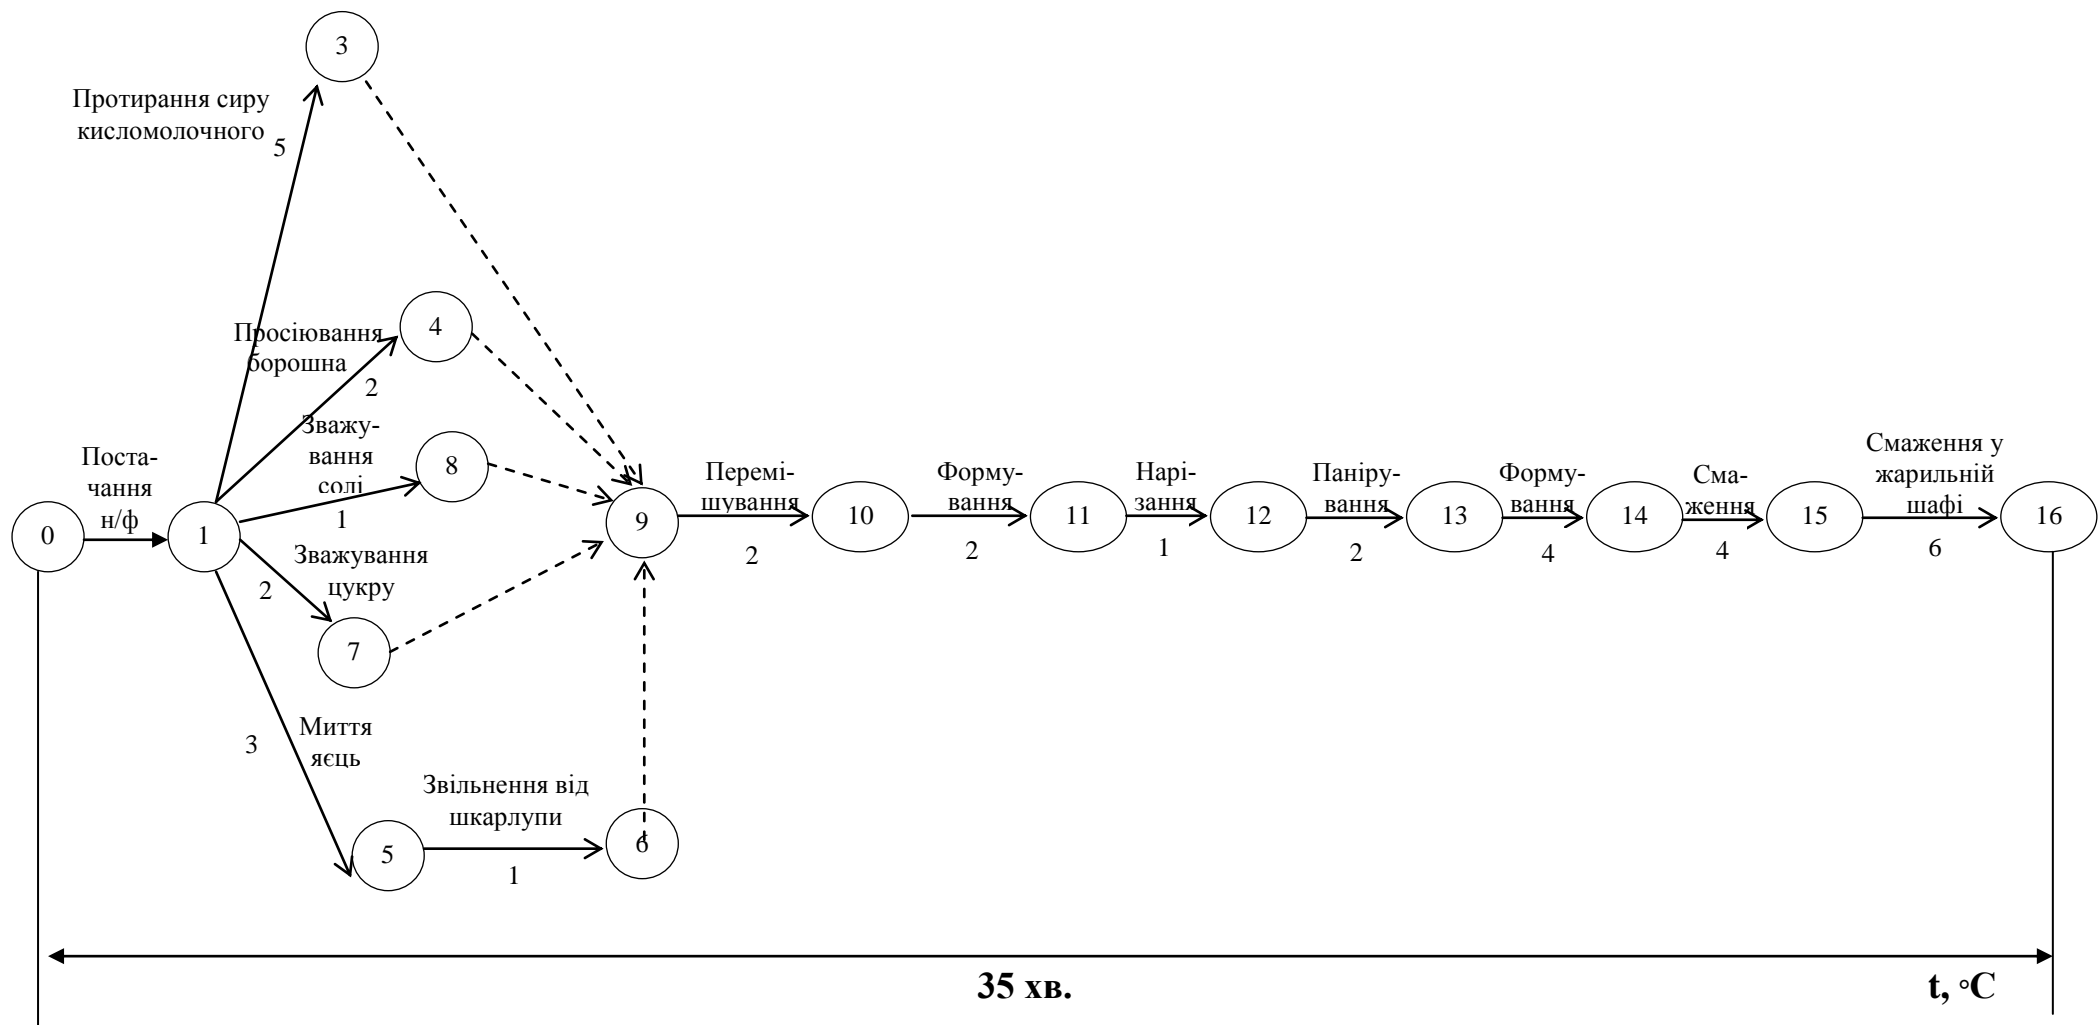 3
Протирання сиру
кисломолочного
5
4
Просіювання
борошна
2
Зважу-
вання
солі
8
1
Поста-
чання
н/ф
0
1
Зважування
цукру
2
7
Миття
яєць
3
5
Звільнення від
шкарлупи
1
6
9
Перемі-
шування
2
10
Форму-
вання
2
11
Нарі-
зання
1
12
Паніру-
вання
2
13
Форму-
вання
4
14
Сма-
ження
4
15
Смаження у
жарильній
шафі
6
16
35 хв.
t, °С